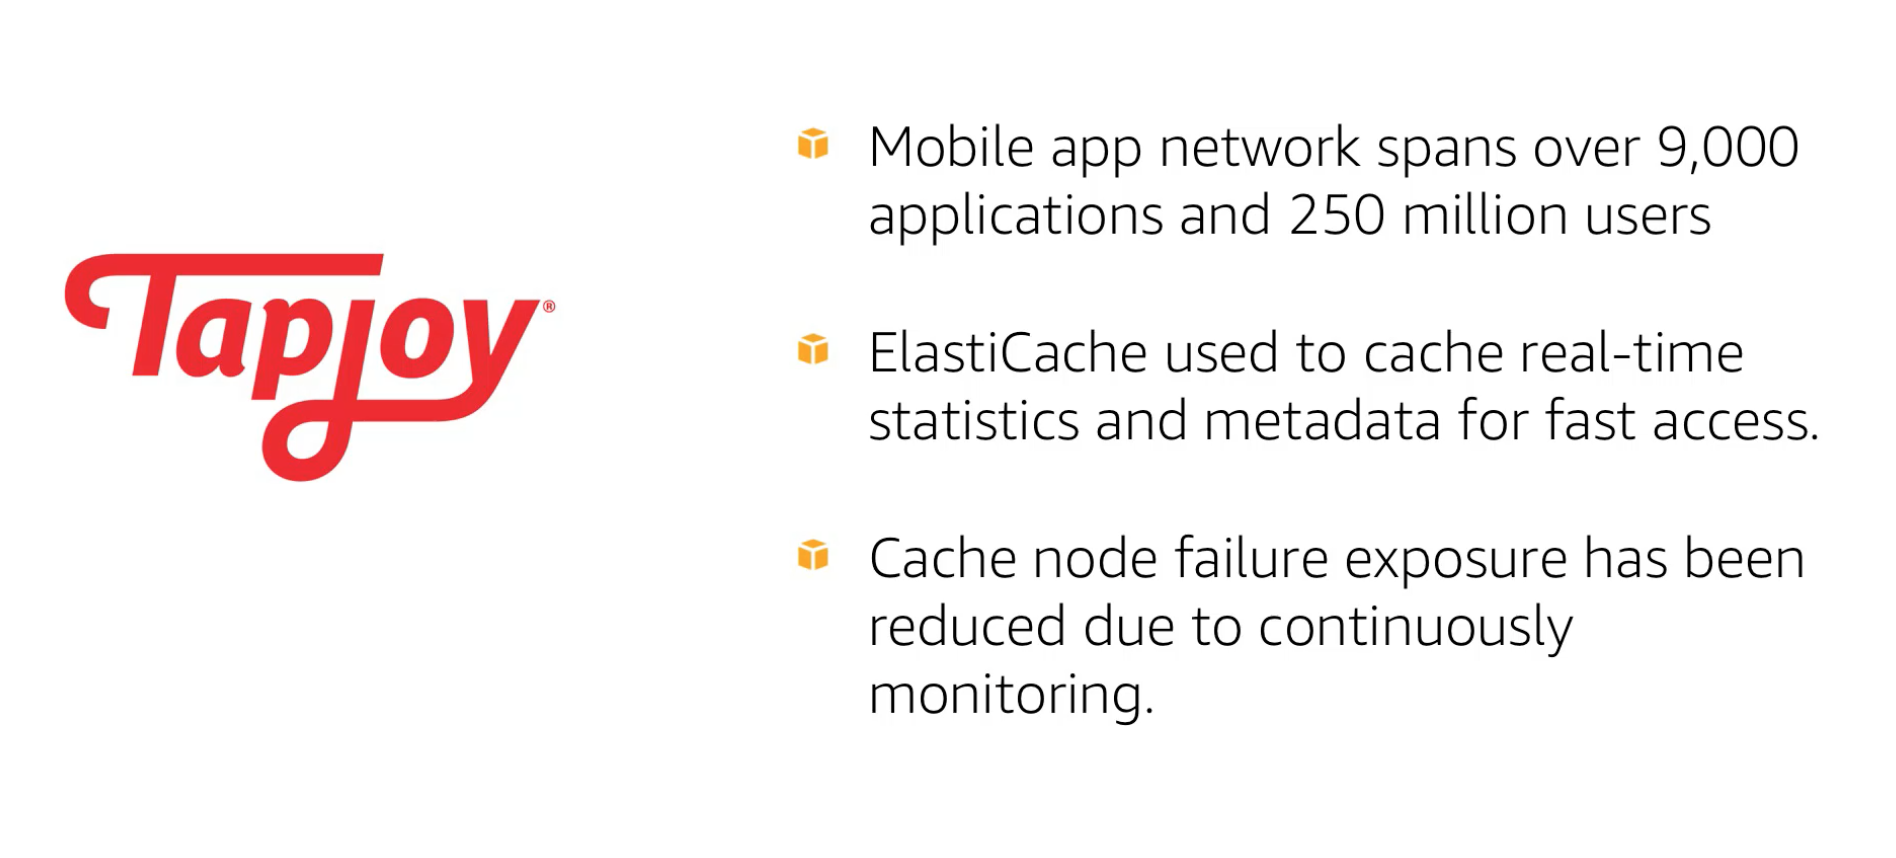 Tapjoy®
Mobile app network spans over 9,000
applications and 250 million users
ElastiCache used to cache real-time
statistics and metadata for fast access.
Cache node failure exposure has been
reduced due to continuously
monitoring.